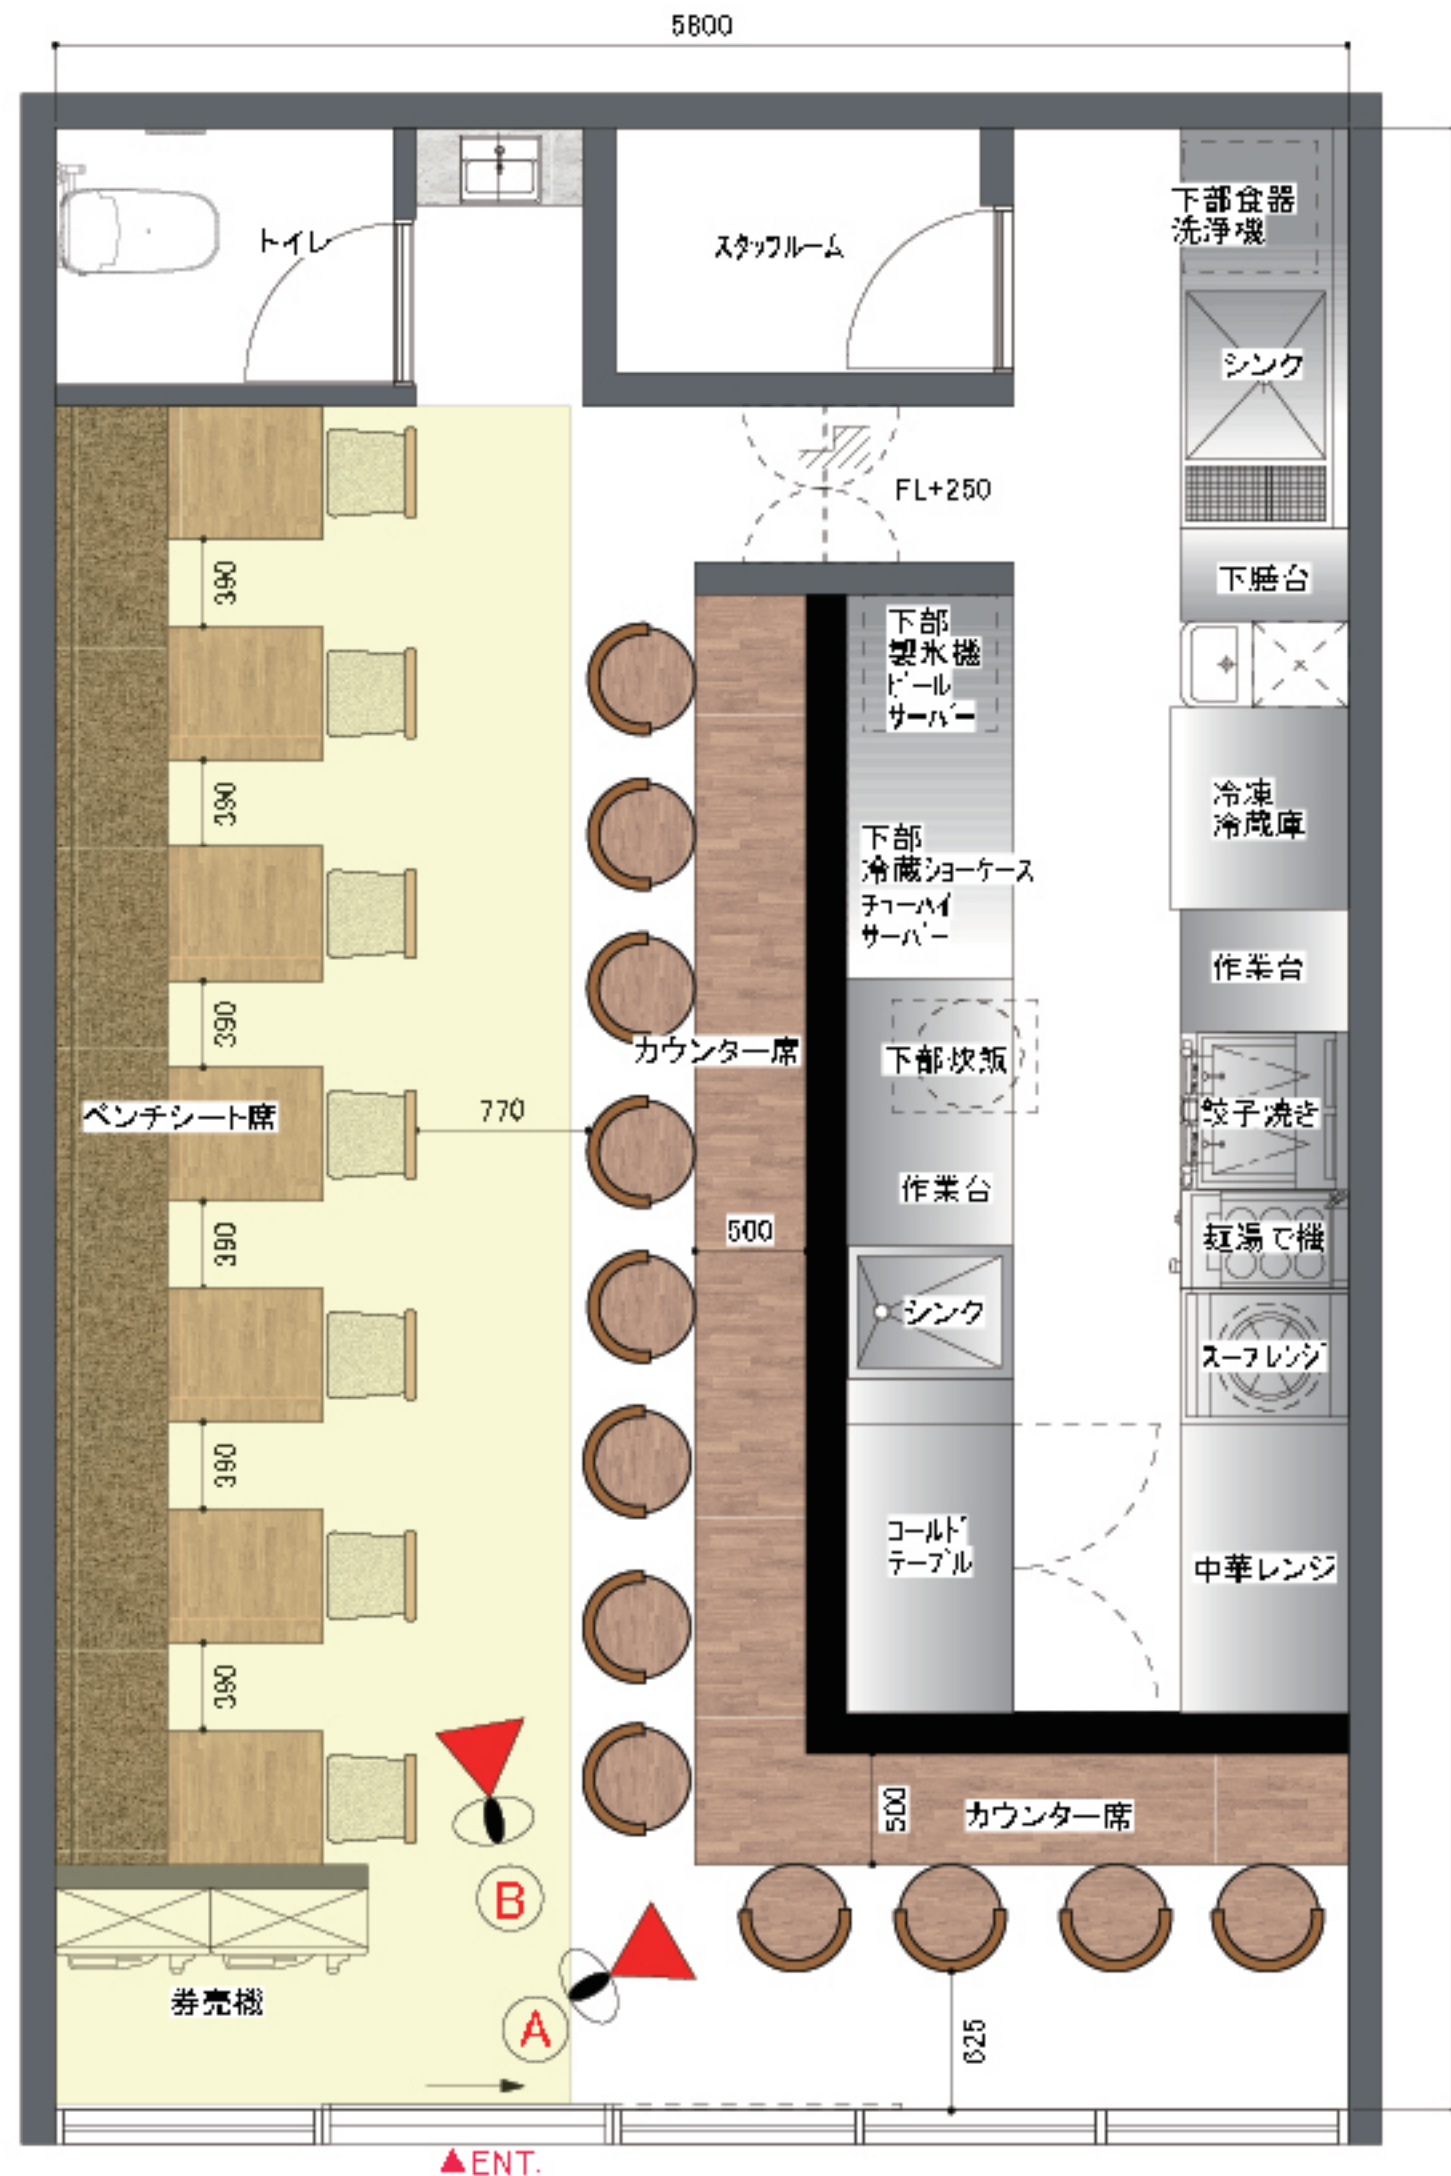 5800
トイレ
スタッフルーム
下部食器
洗浄機
シンク
FL+250
下膳台
390
下部
製氷機
ビール
サーバー
390
冷凍
冷蔵庫
下部
冷蔵ショーケース
チューハイ
サーバー
作業台
390
カウンター席
下部炊飯
ベンチシート席
770
餃子焼き
作業台
390
500
麺湯で機
シンク
スープレンジ
390
コールド
テーブル
中華レンジ
390
500
カウンター席
B
券売機
A
625
▲ENT.